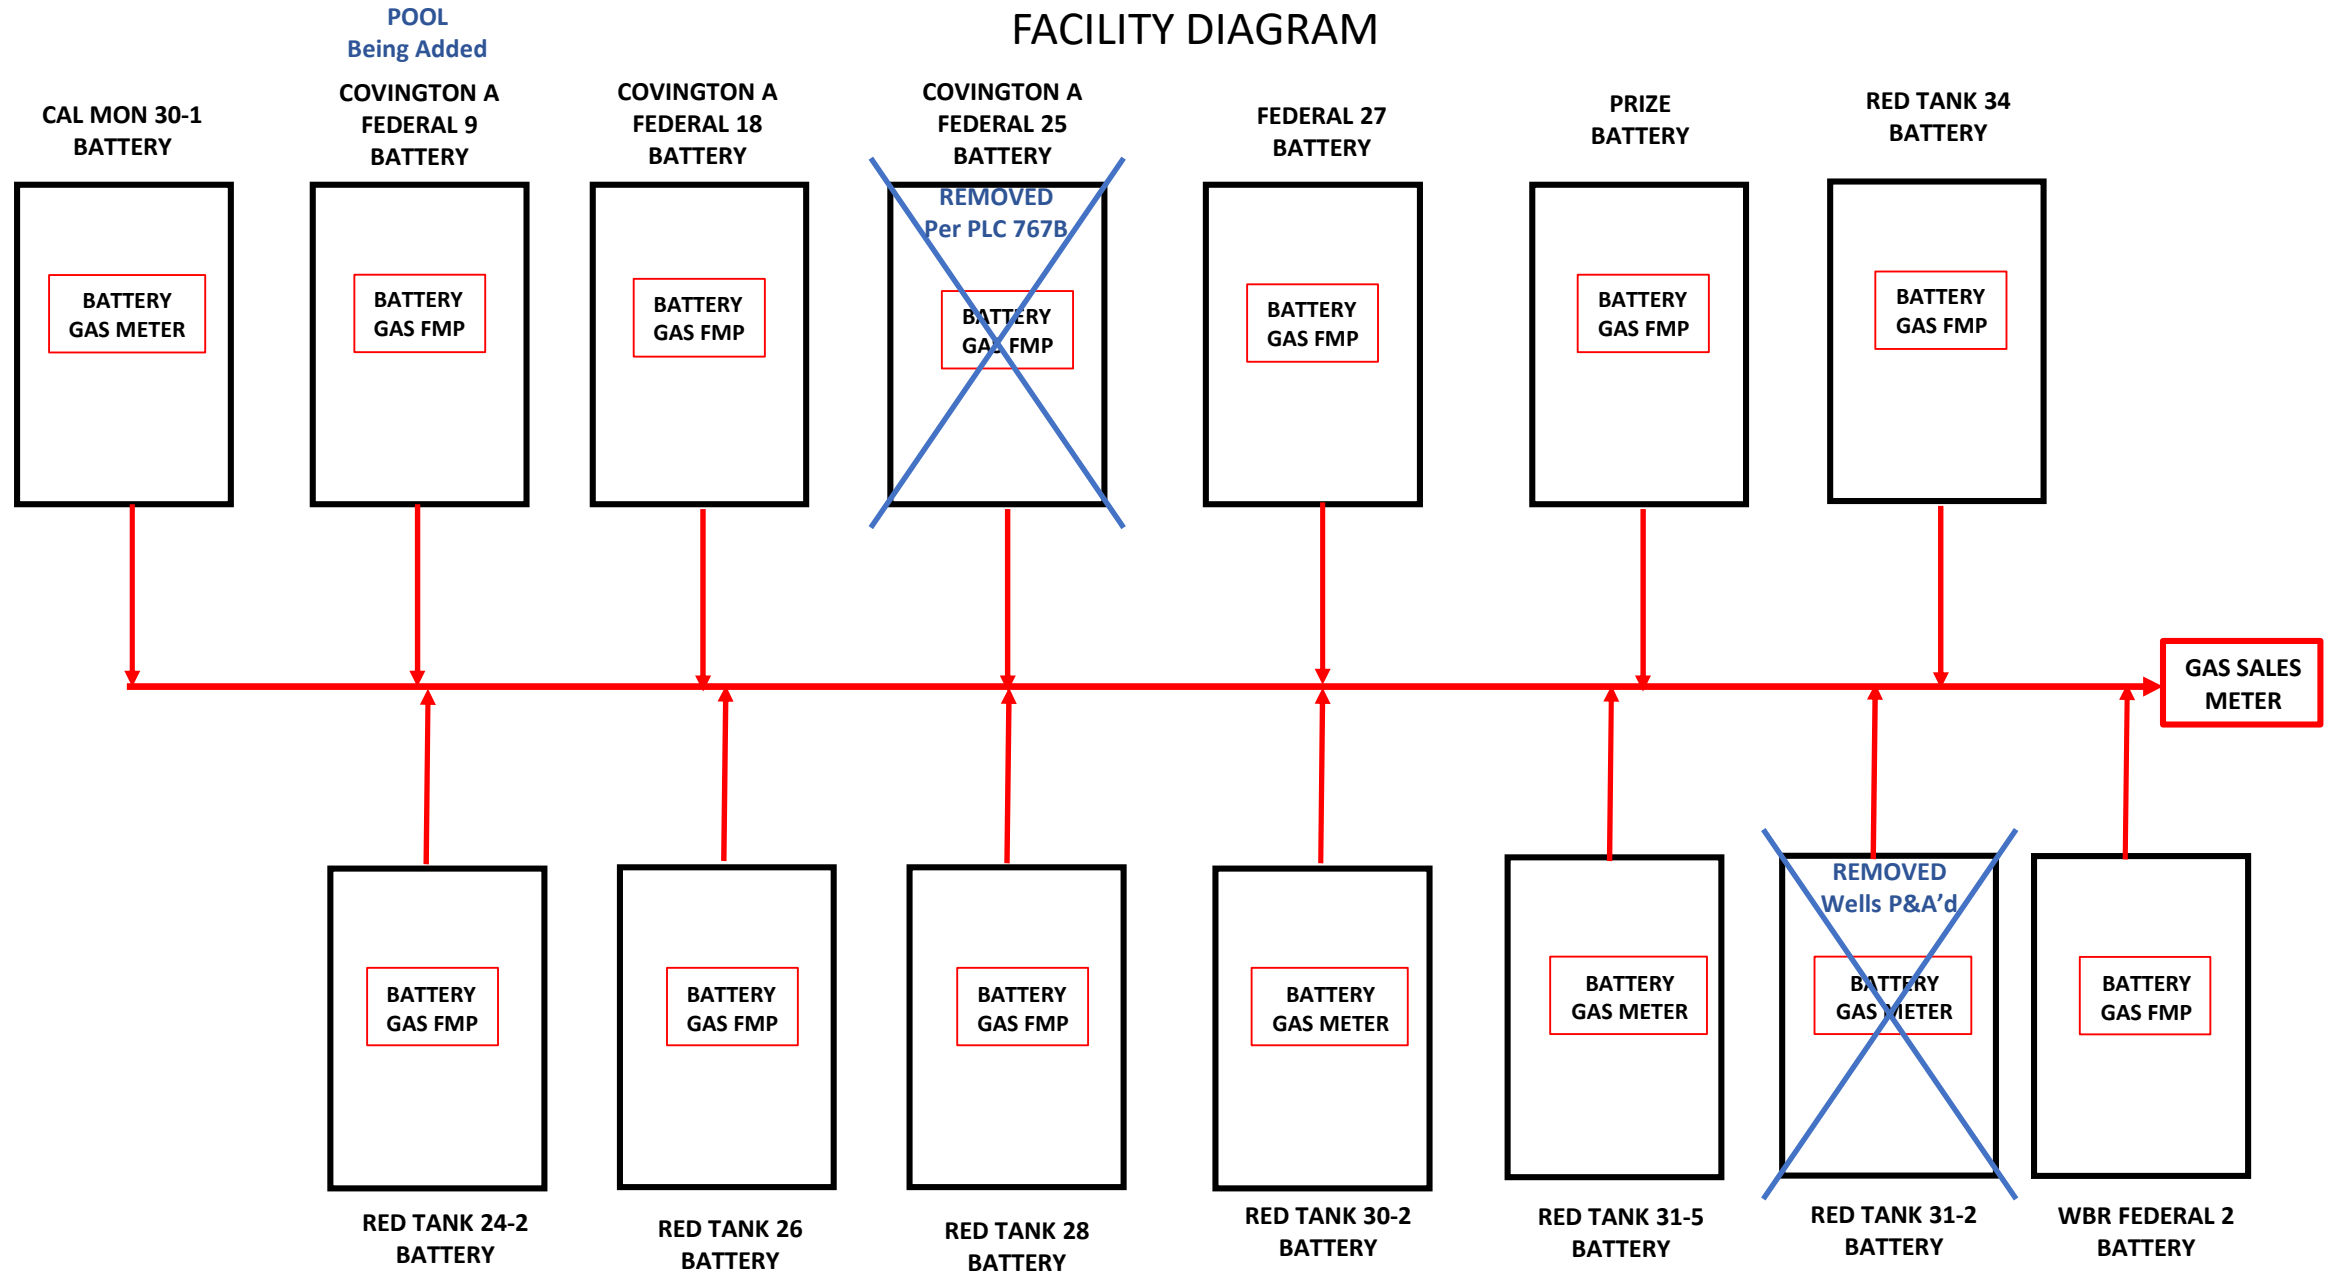 POOL
Being Added
FACILITY DIAGRAM
CAL MON 30-1
BATTERY
COVINGTON A
FEDERAL 9
BATTERY
COVINGTON A
FEDERAL 18
BATTERY
COVINGTON A
FEDERAL 25
BATTERY
FEDERAL 27
BATTERY
PRIZE
BATTERY
RED TANK 34
BATTERY
BATTERY
GAS METER
BATTERY
GAS FMP
BATTERY
GAS FMP
REMOVED
Per PLC 767B
BATTERY
GAS FMP
BATTERY
GAS FMP
BATTERY
GAS FMP
BATTERY
GAS FMP
GAS SALES
METER
BATTERY
GAS FMP
BATTERY
GAS FMP
BATTERY
GAS FMP
BATTERY
GAS METER
BATTERY
GAS METER
REMOVED
Wells P&A’d
BATTERY
GAS METER
BATTERY
GAS FMP
RED TANK 24-2
BATTERY
RED TANK 26
BATTERY
RED TANK 28
BATTERY
RED TANK 30-2
BATTERY
RED TANK 31-5
BATTERY
RED TANK 31-2
BATTERY
WBR FEDERAL 2
BATTERY